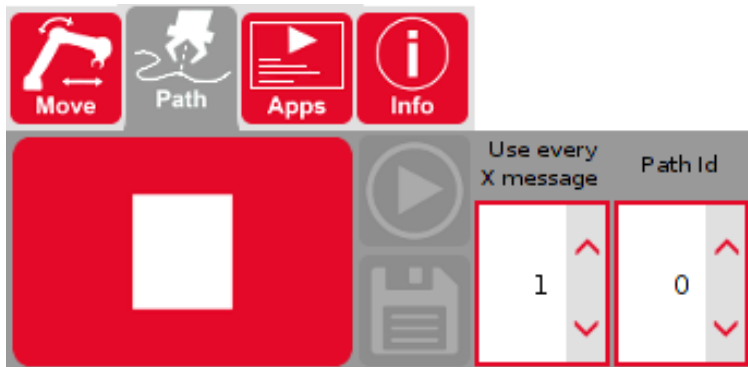 Move
Path
Apps
Info
Use every
X message
Path Id
1
0